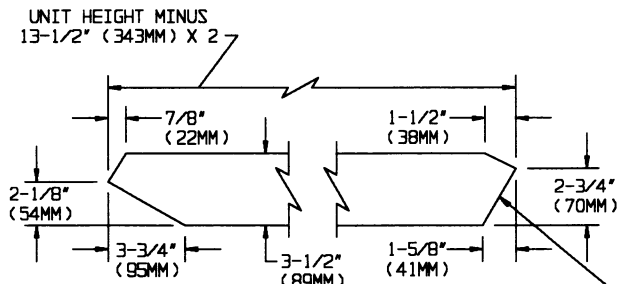 UNIT HEIGHT MINUS
13-1/2" (343MM) X 2
7/8"
(22MM)
1-1/2"
(38MM)
2-1/8"
(54MM)
2-3/4"
(70MM)
3-3/4"
(95MM)
3-1/2"
(89MM)
1-5/8"
(41MM)